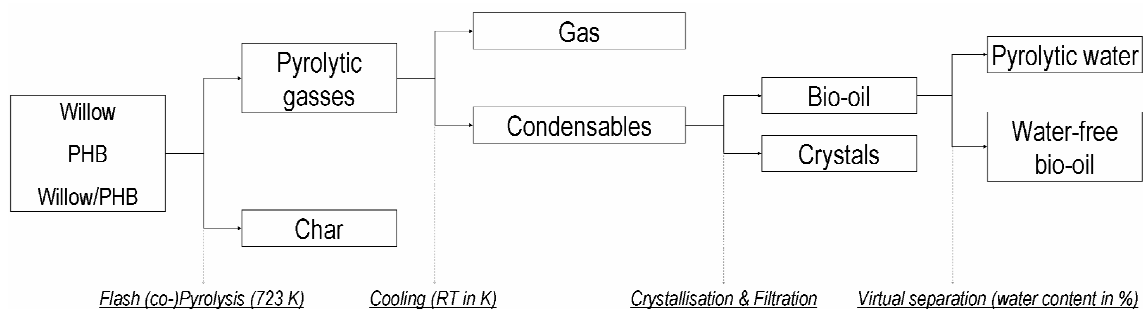 Willow
PHB
Willow/PHB
Pyrolytic
gasses
Char
Gas
Condensables
Bio-oil
Crystals
Pyrolytic water
Water-free
bio-oil
Flash (co-)Pyrolysis (723 K)
Cooling (RT in K)
Crystallisation & Filtration
Virtual separation (water content in %)